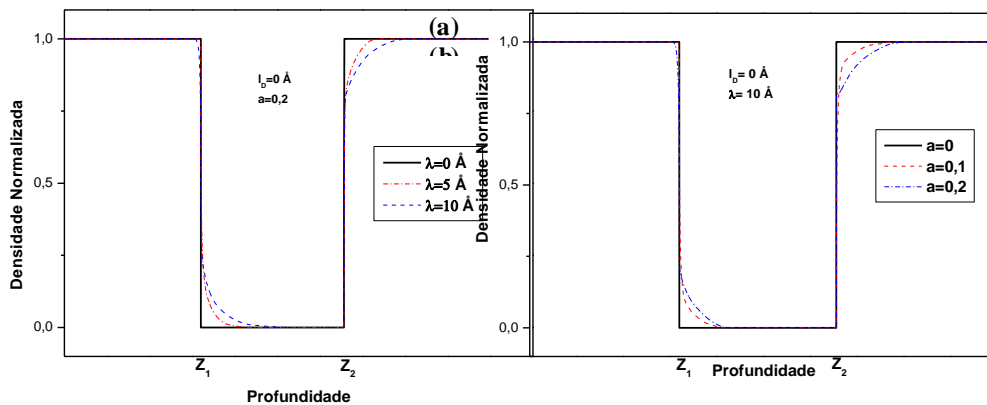 (a)
(b)
Densidade Normalizada
1,0
0,5
0,0
l_D=0 Å
a=0,2
λ=0 Å
λ=5 Å
λ=10 Å
Z_1
Z_2
Profundidade
Densidade Normalizada
1,0
0,5
0,0
l_D= 0 Å
λ= 10 Å
a=0
a=0,1
a=0,2
Z_1
Profundidade
Z_2